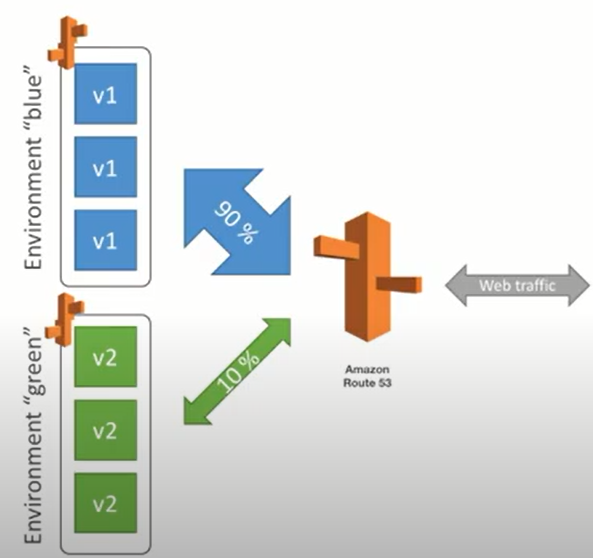 Environment "blue"
v1
v1
v1
90 %
Web traffic
Amazon
Route 53
10 %
Environment "green"
v2
v2
v2